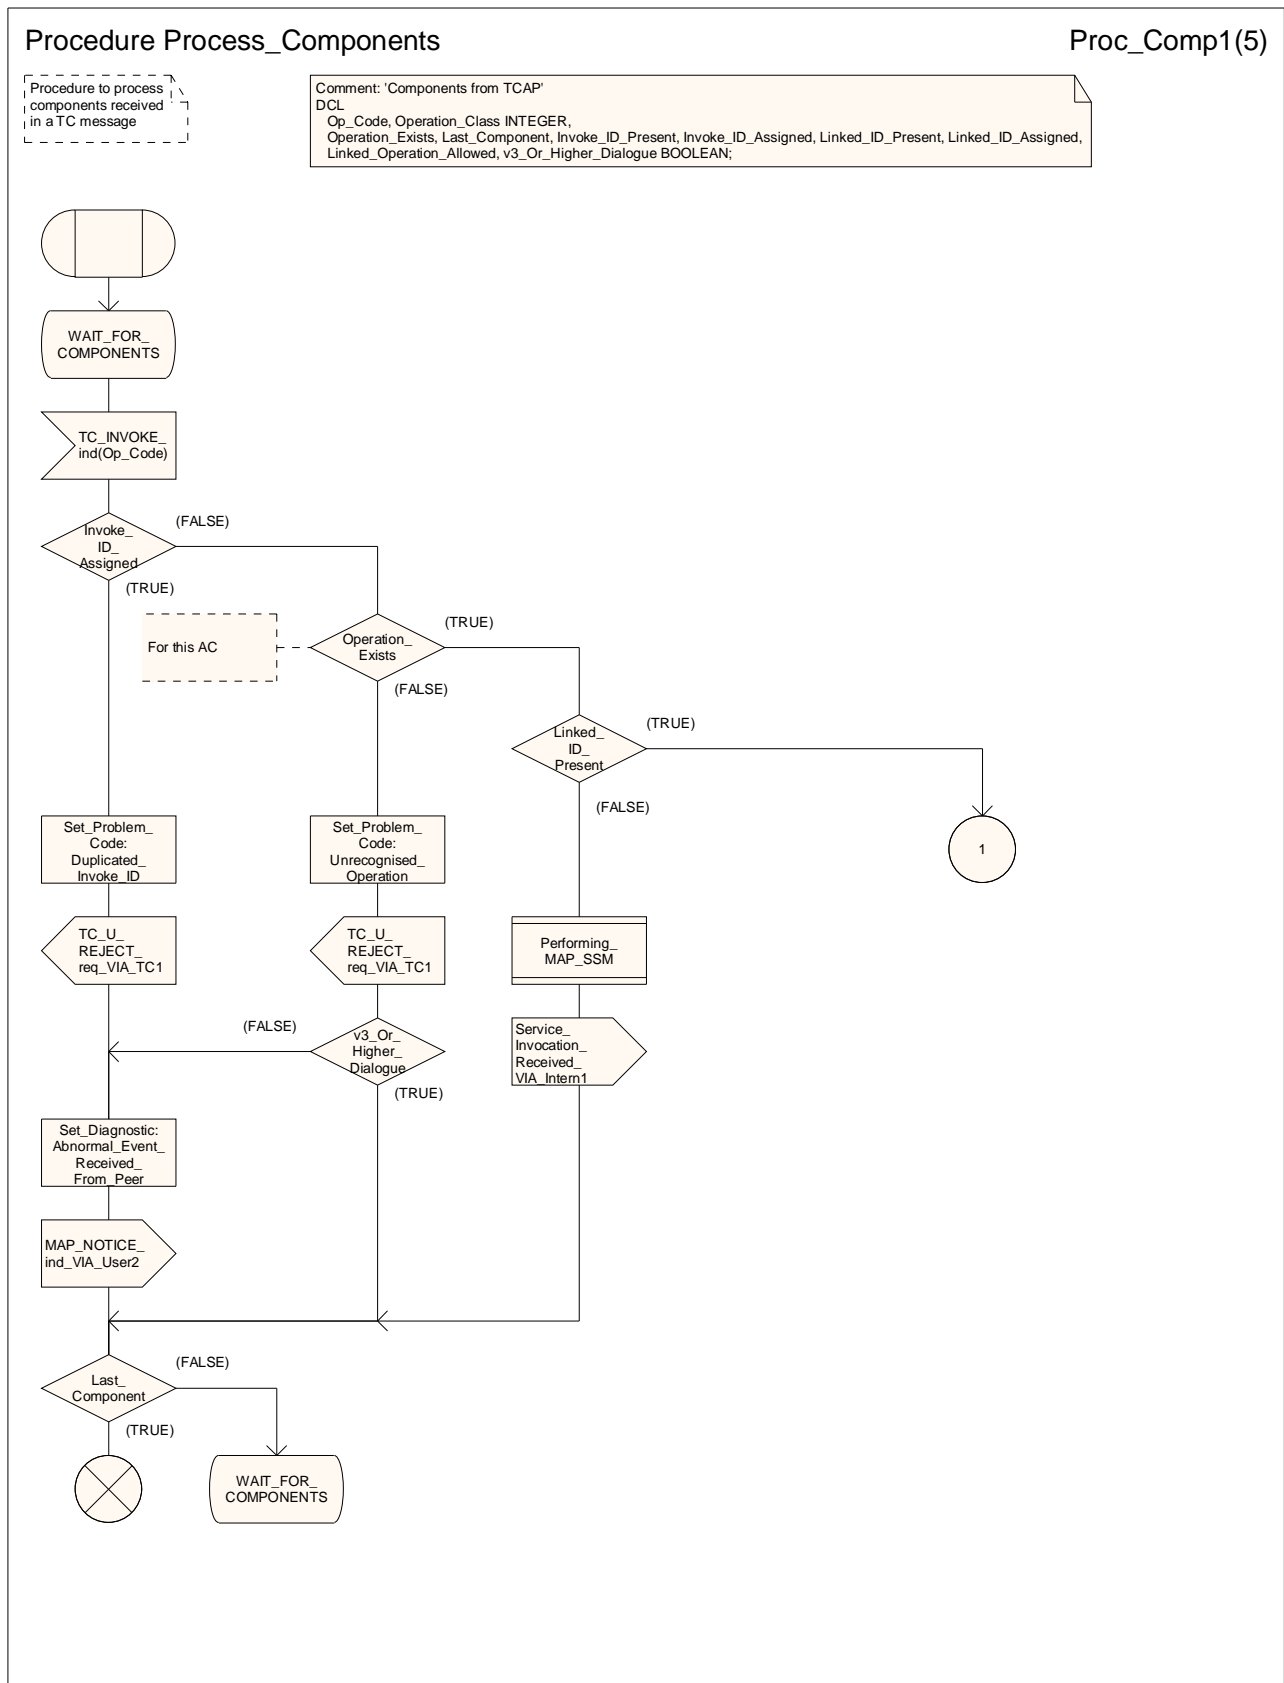 Procedure Process_Components
Proc_Comp1(5)
Procedure to process
components received
in a TC message
Comment: 'Components from TCAP'
DCL
Op_Code, Operation_Class INTEGER,
Operation_Exists, Last_Component, Invoke_ID_Present, Invoke_ID_Assigned, Linked_ID_Present, Linked_ID_Assigned,
Linked_Operation_Allowed, v3_Or_Higher_Dialogue BOOLEAN;
WAIT_FOR_
COMPONENTS
TC_INVOKE_
ind(Op_Code)
Invoke_
ID_
Assigned
(FALSE)
(TRUE)
For this AC
Operation_
Exists
(TRUE)
(FALSE)
Linked_
ID_
Present
(TRUE)
(FALSE)
Set_Problem_
Code:
Duplicated_
Invoke_ID
Set_Problem_
Code:
Unrecognised_
Operation
1
TC_U_
REJECT_
req_VIA_TC1
TC_U_
REJECT_
req_VIA_TC1
Performing_
MAP_SSM
(FALSE)
v3_Or_
Higher_
Dialogue
(TRUE)
Service_
Invocation_
Received_
VIA_Intern1
Set_Diagnostic:
Abnormal_Event_
Received_
From_Peer
MAP_NOTICE_
ind_VIA_User2
Last_
Component
(FALSE)
(TRUE)
WAIT_FOR_
COMPONENTS